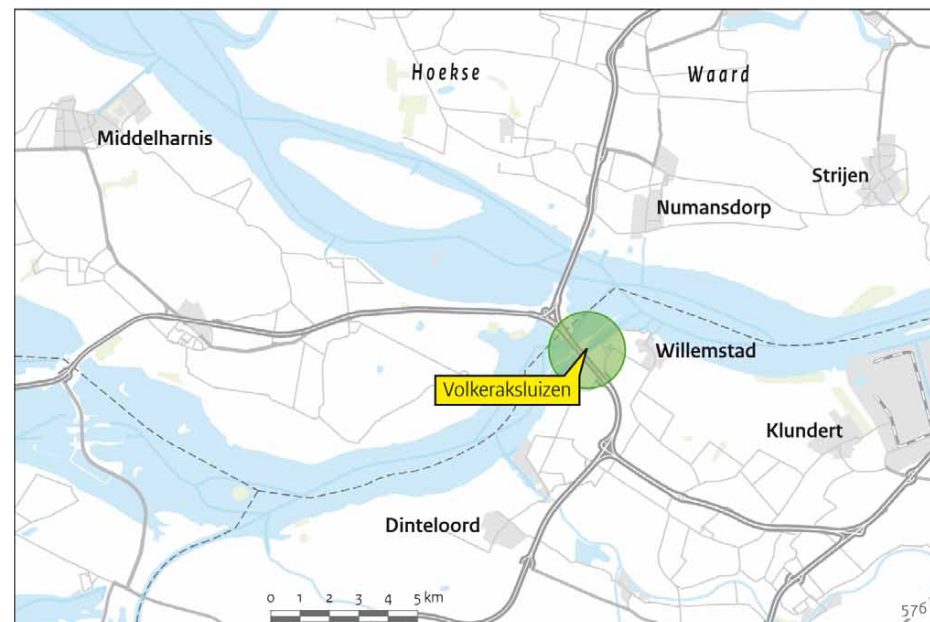 Hoekse Waard
Middelharnis
Strijen
Numansdorp
Willemstad
Volkeraksluizen
Klundert
Dinteloord
0 1 2 3 4 5 km
576